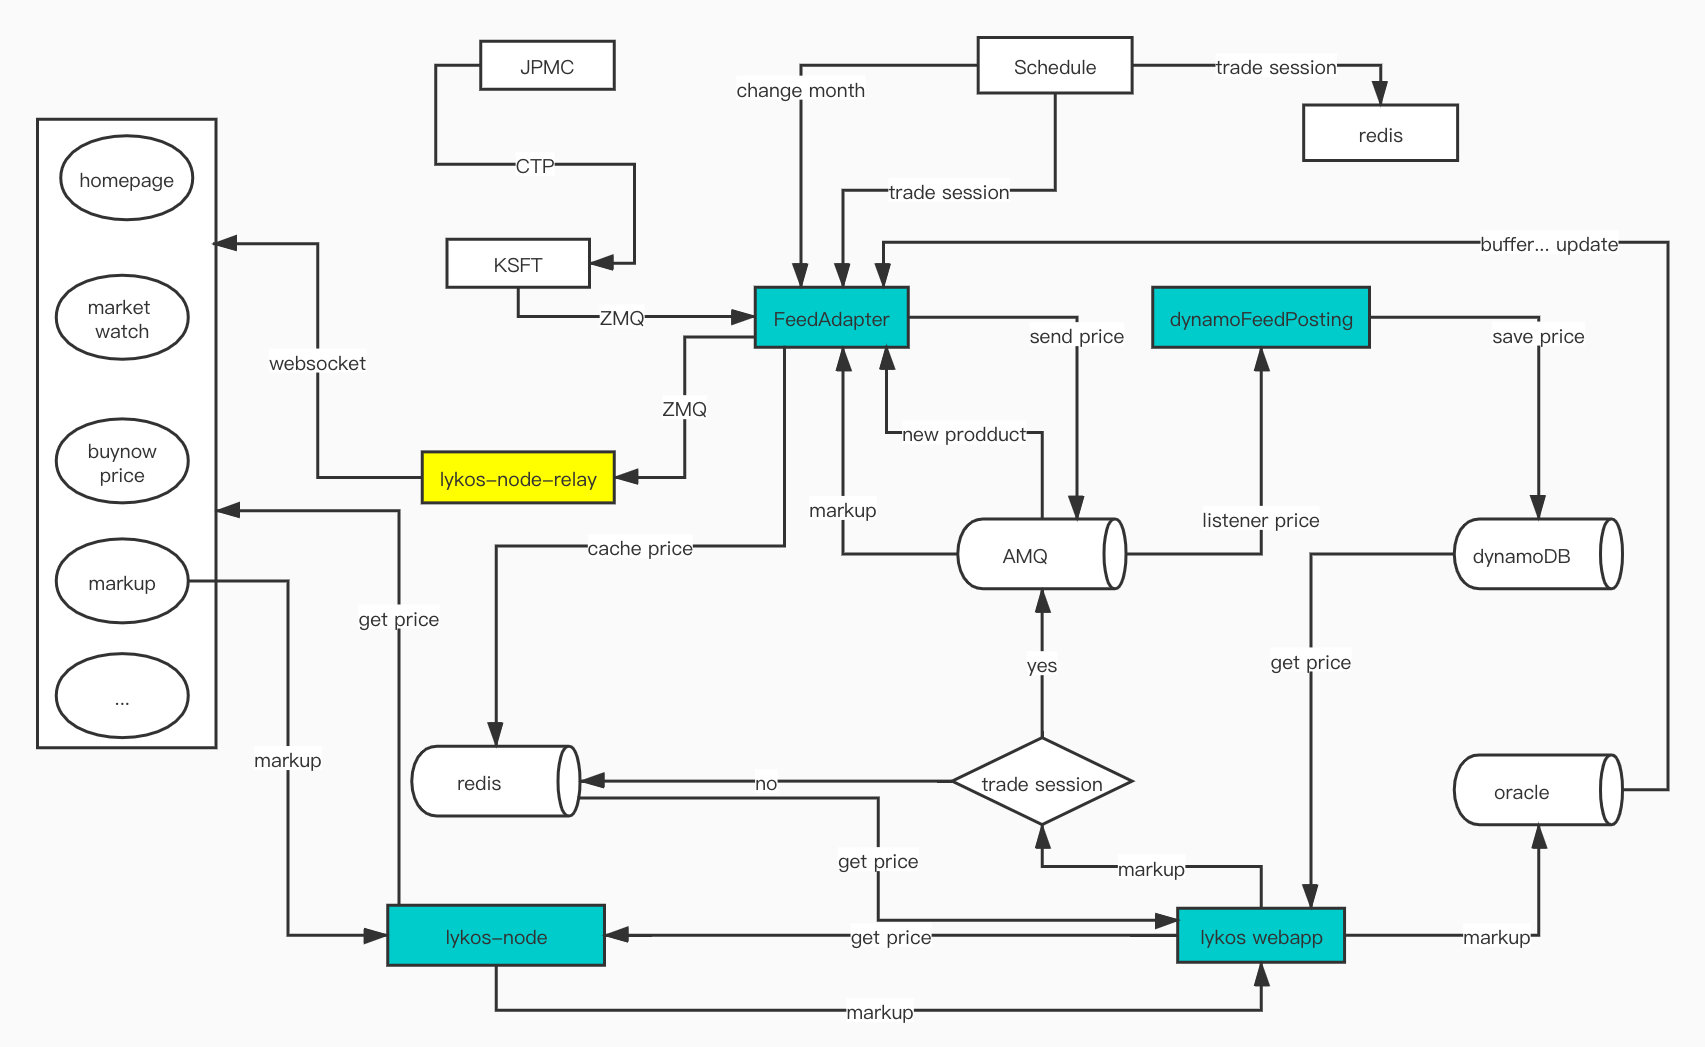 JPMC
Schedule
trade session
change month
redis
CTP
homepage
trade session
buffer... update
KSFT
ZMQ
FeedAdapter
dynamoFeedPosting
market
watch
send price
save price
websocket
ZMQ
new prodduct
buynow
price
lykos-node-relay
markup
listener price
cache price
AMQ
dynamoDB
markup
get price
yes
get price
...
markup
redis
no
trade session
oracle
get price
markup
lykos-node
get price
lykos webapp
markup
markup